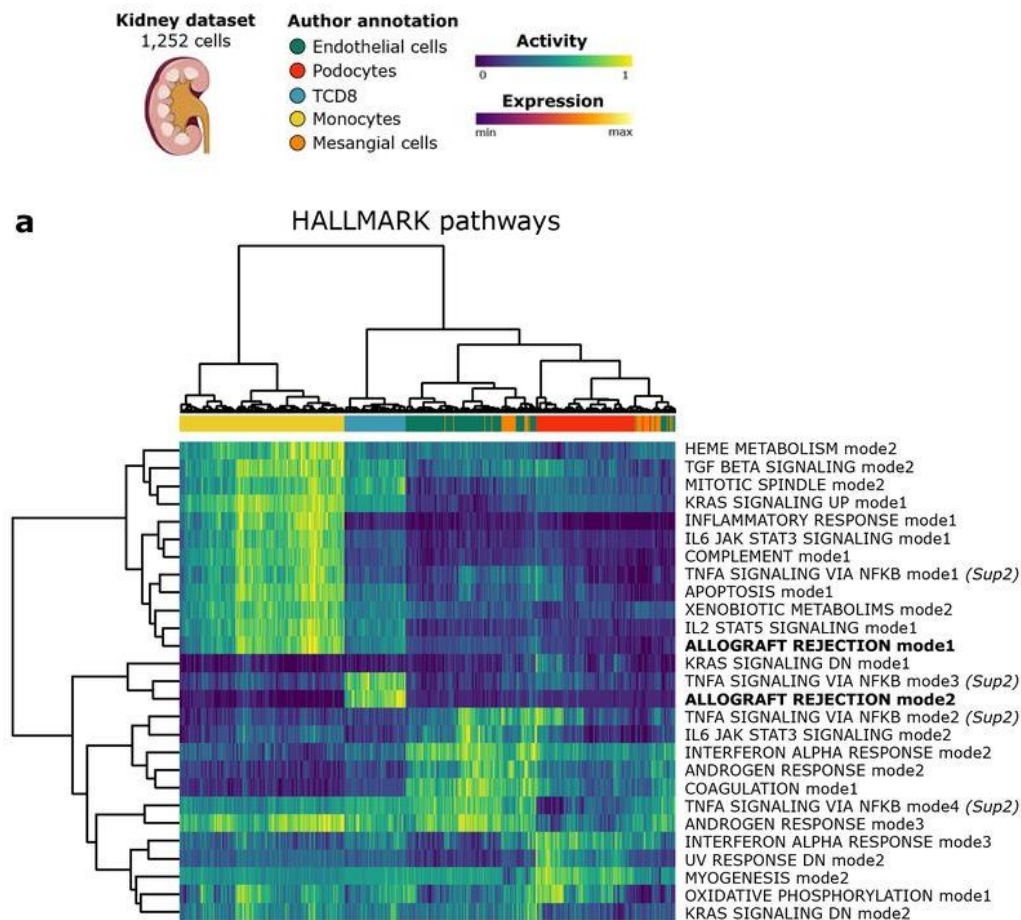 Kidney dataset
1,252 cells
Author annotation
Endothelial cells
Podocytes
TCD8
Monocytes
Mesangial cells
Activity
0 1
Expression
min max
a
HALLMARK pathways
HEME METABOLISM mode2
TGF BETA SIGNALING mode2
MITOTIC SPINDLE mode2
KRAS SIGNALING UP mode1
INFLAMMATORY RESPONSE mode1
IL6 JAK STAT3 SIGNALING mode1
COMPLEMENT mode1
TNFA SIGNALING VIA NFKB mode1 (Sup2)
APOPTOSIS mode1
XENOBIOTIC METABOLIMS mode2
IL2 STAT5 SIGNALING mode1
ALLOGRAFT REJECTION mode1
KRAS SIGNALING DN mode1
TNFA SIGNALING VIA NFKB mode3 (Sup2)
ALLOGRAFT REJECTION mode2
TNFA SIGNALING VIA NFKB mode2 (Sup2)
IL6 JAK STAT3 SIGNALING mode2
INTERFERON ALPHA RESPONSE mode2
ANDROGEN RESPONSE mode2
COAGULATION mode1
TNFA SIGNALING VIA NFKB mode4 (Sup2)
ANDROGEN RESPONSE mode3
INTERFERON ALPHA RESPONSE mode3
UV RESPONSE DN mode2
MYOGENESIS mode2
OXIDATIVE PHOSPHORYLATION mode1
KRAS SIGNALING DN mode2